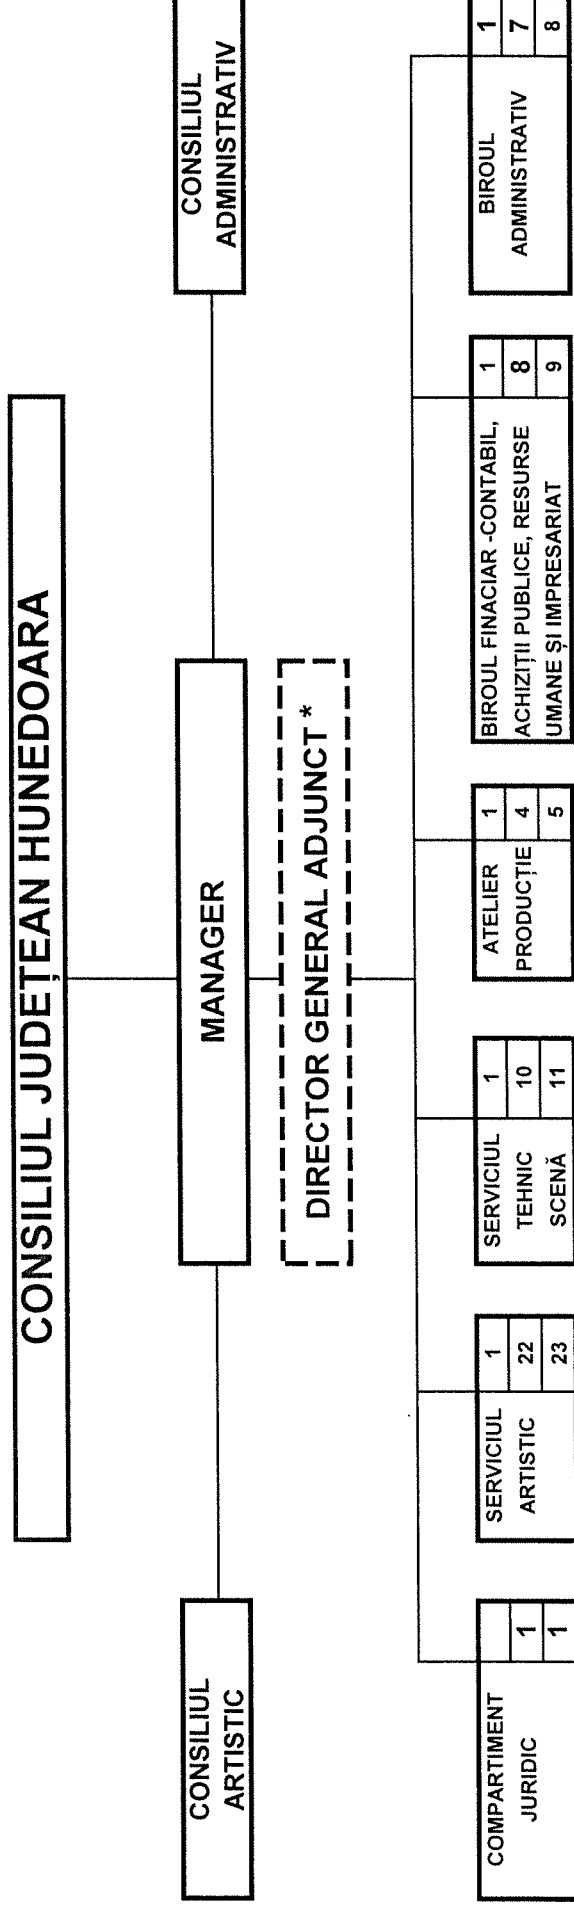 CONSILIUL JUDEȚEAN HUNEDOARA
CONSILIUL
ARTISTIC
MANAGER
CONSILIUL
ADMINISTRATIV
DIRECTOR GENERAL ADJUNCT *
COMPARTIMENT
JURIDIC
1
1
SERVICIUL
ARTISTIC
1
22
23
SERVICIUL
TEHNIC
SCENĂ
1
10
11
ATELIER
PRODUCȚIE
1
4
5
BIROUL FINACIAR -CONTABIL,
ACHIZIȚII PUBLICE, RESURSE
UMANE ȘI IMPRESARIAT
1
8
9
BIROUL
ADMINISTRATIV
1
7
8